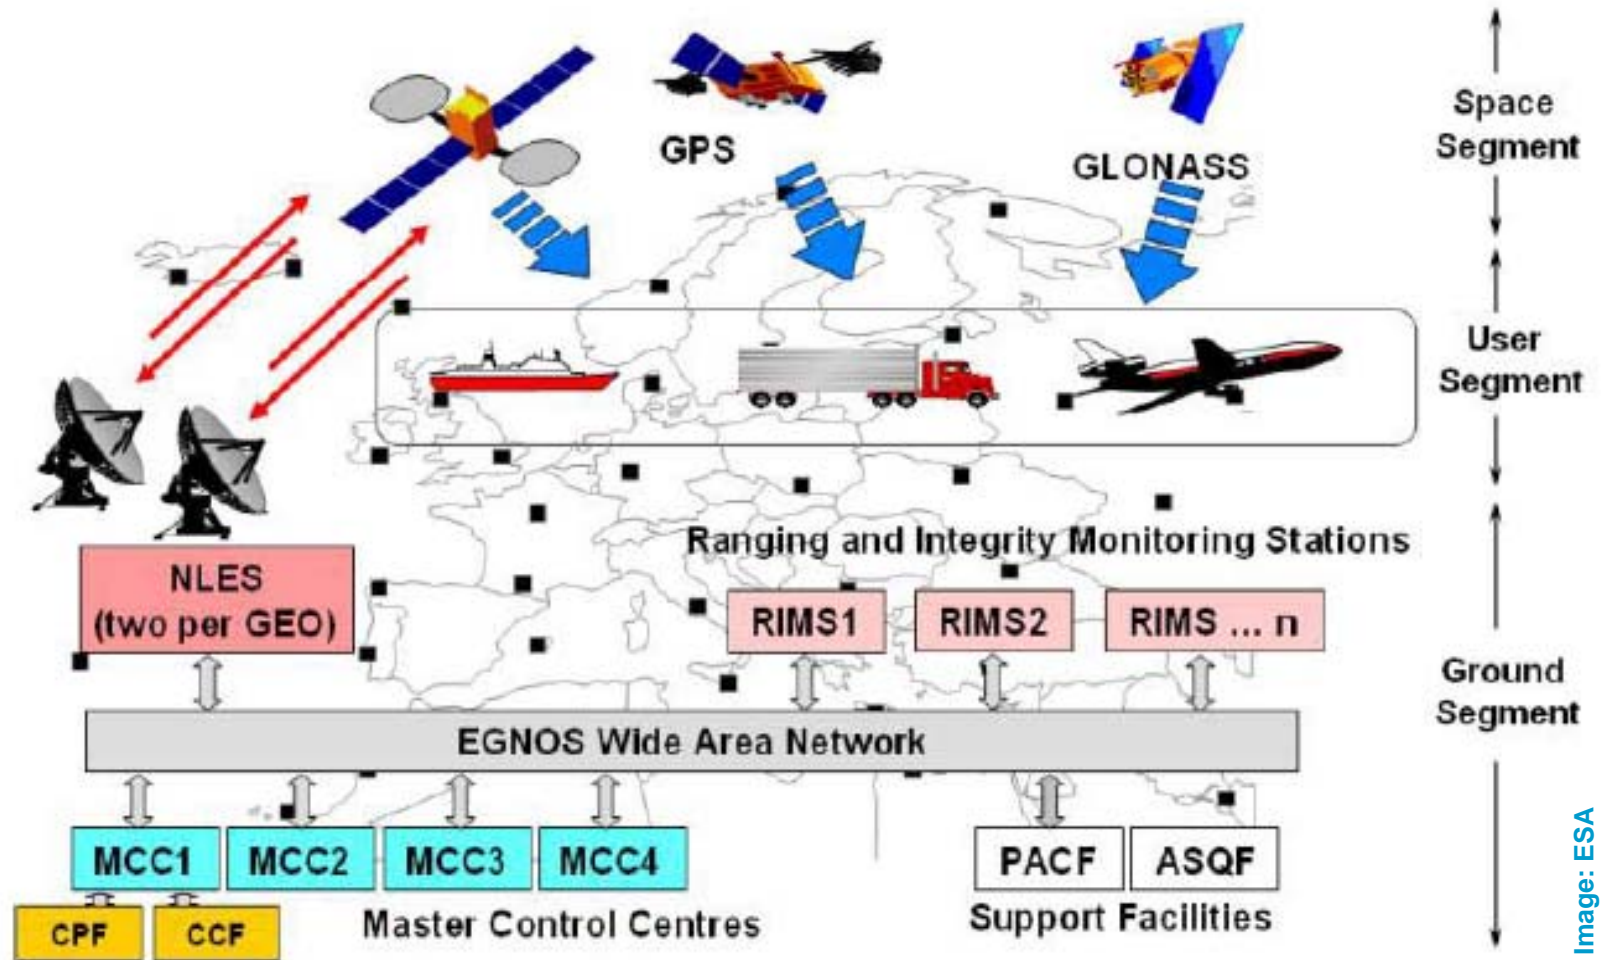 GPS
GLONASS
Space
Segment
User
Segment
Ranging and Integrity Monitoring Stations
NLES
(two per GEO)
RIMS1
RIMS2
RIMS ... n
Ground
Segment
EGNOS Wide Area Network
MCC1
MCC2
MCC3
MCC4
PACF
ASQF
CPF
CCF
Master Control Centres
Support Facilities
Image: ESA